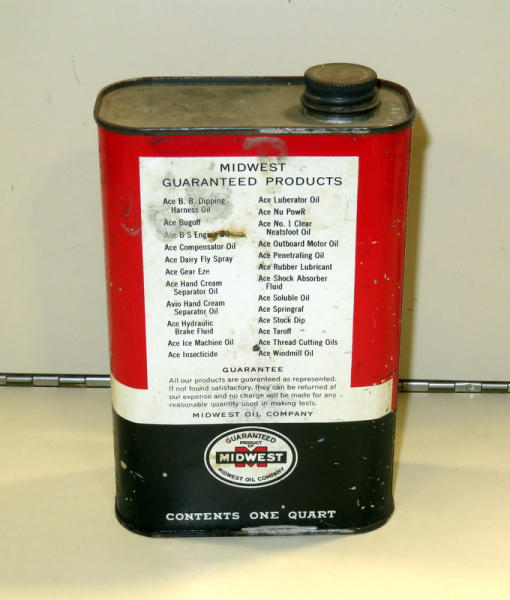 MIDWEST
GUARANTEED PRODUCTS
Ace B. B. Dipping
Harness Oil
Ace Bugoff
Ace B S Engine Oil
Ace Compensator Oil
Ace Dairy Fly Spray
Ace Gear Eze
Ace Hand Cream
Separator Oil
Avio Hand Cream
Separator Oil
Ace Hydraulic
Brake Fluid
Ace Ice Machine Oil
Ace Insecticide
Ace Luberator Oil
Ace Nu PowR
Ace No. 1 Clear
Neatsfoot Oil
Ace Outboard Motor Oil
Ace Penetrating Oil
Ace Rubber Lubricant
Ace Shock Absorber
Fluid
Ace Soluble Oil
Ace Springraf
Ace Stock Dip
Ace Taroff
Ace Thread Cutting Oils
Ace Windmill Oil
GUARANTEE
All our products are guaranteed as represented.
If not found satisfactory, they can be returned at
our expense and no charge will be made for any
reasonable quantity used in making tests.
MIDWEST OIL COMPANY
GUARANTEED
PRODUCT
OF
M
MIDWEST
MIDWEST OIL COMPANY
CONTENTS ONE QUART